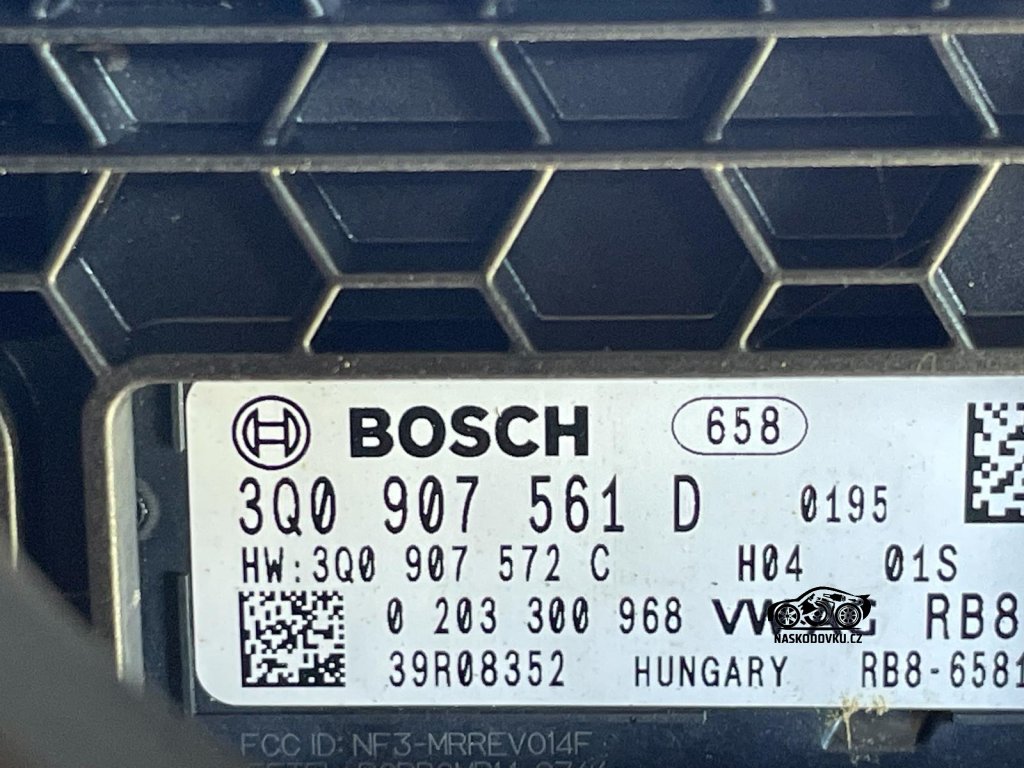 BOSCH 658
3Q0 907 561 D 0195
HW:3Q0 907 572 C H04 01S
0 203 300 968 RB8
NASKODOVKU.CZ
39R08352 HUNGARY RB8-6581
FCC ID: NF3-MRREVO14F